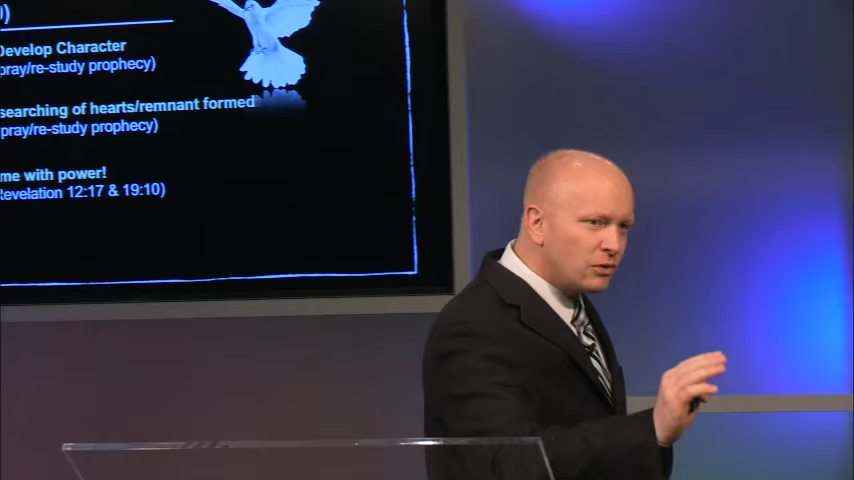 )
Develop Character
pray/re-study prophecy)
searching of hearts/remnant formed
pray/re-study prophecy)
me with power!
Revelation 12:17 & 19:10)